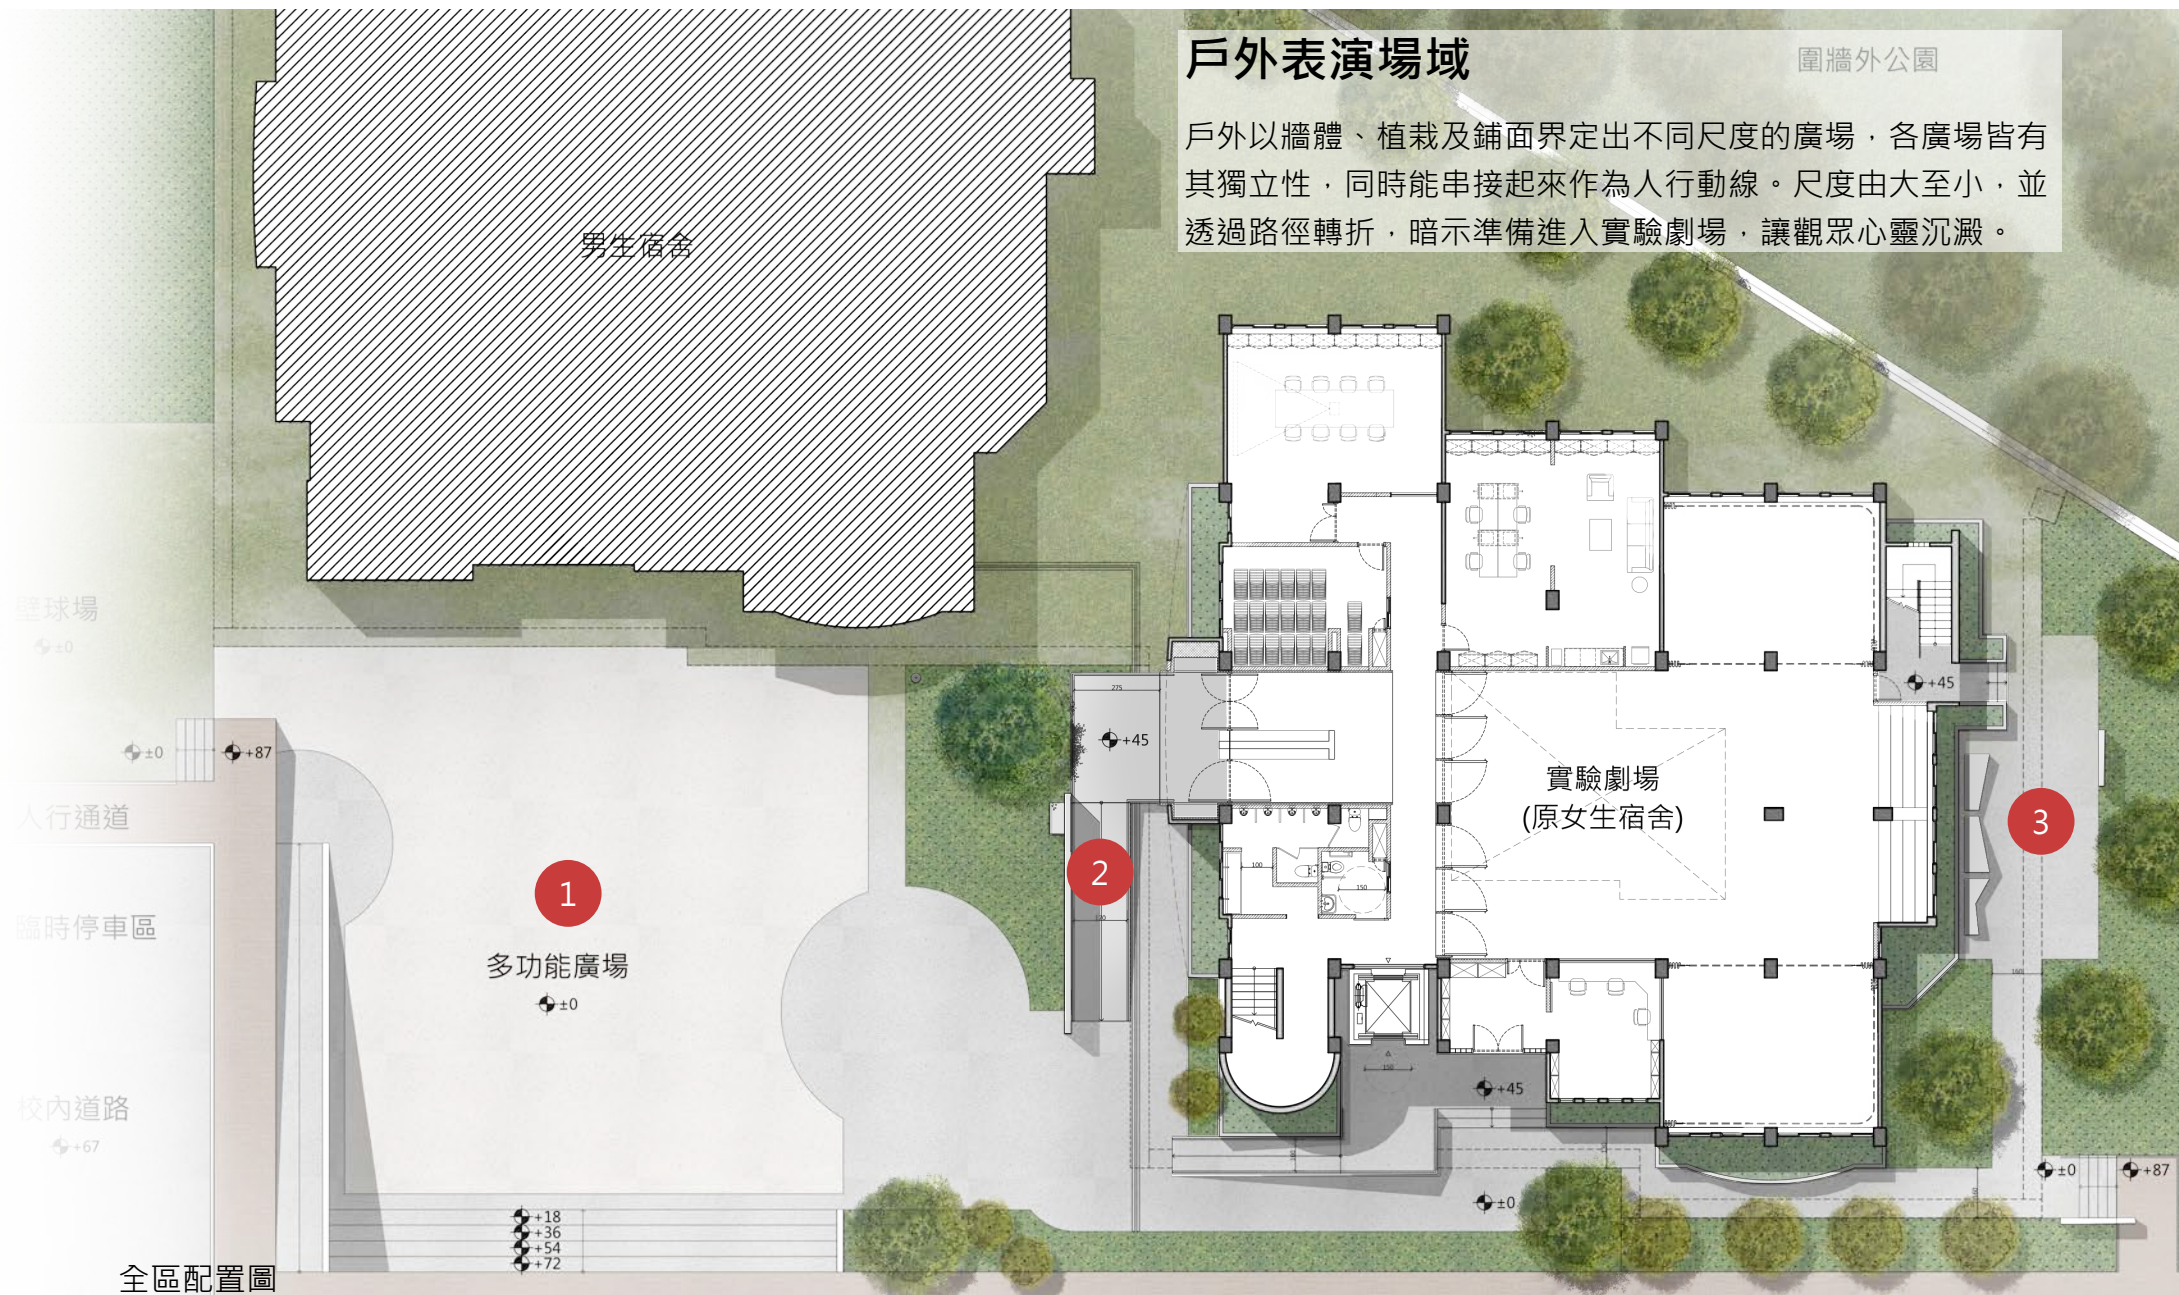 戶外表演場域
圍牆外公園
戶外以牆體、植栽及鋪面界定出不同尺度的廣場，各廣場皆有
其獨立性，同時能串接起來作為人行動線。尺度由大至小，並
透過路徑轉折，暗示準備進入實驗劇場，讓觀眾心靈沉澱。
男生宿舍
壁球場
±0
275
+45
+45
±0
+87
人行通道
實驗劇場
(原女生宿舍)
3
2
1
100
150
170
臨時停車區
多功能廣場
±0
160
150
+45
校內道路
+67
±0
+87
±0
+18
+36
+54
+72
全區配置圖